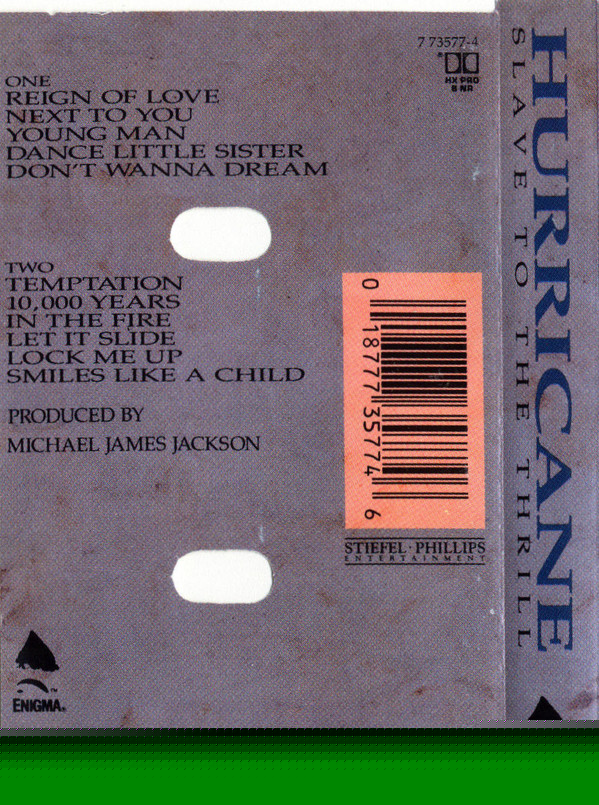 7 73577-4
HX PRO
B NR
ONE
REIGN OF LOVE
NEXT TO YOU
YOUNG MAN
DANCE LITTLE SISTER
DON'T WANNA DREAM
TWO
TEMPTATION
10,000 YEARS
IN THE FIRE
LET IT SLIDE
LOCK ME UP
SMILES LIKE A CHILD
PRODUCED BY
MICHAEL JAMES JACKSON
0 18777 35774 6
STIEFEL · PHILLIPS
ENTERTAINMENT
ENIGMA®
™
HURRICANE
SLAVE TO THE THRILL